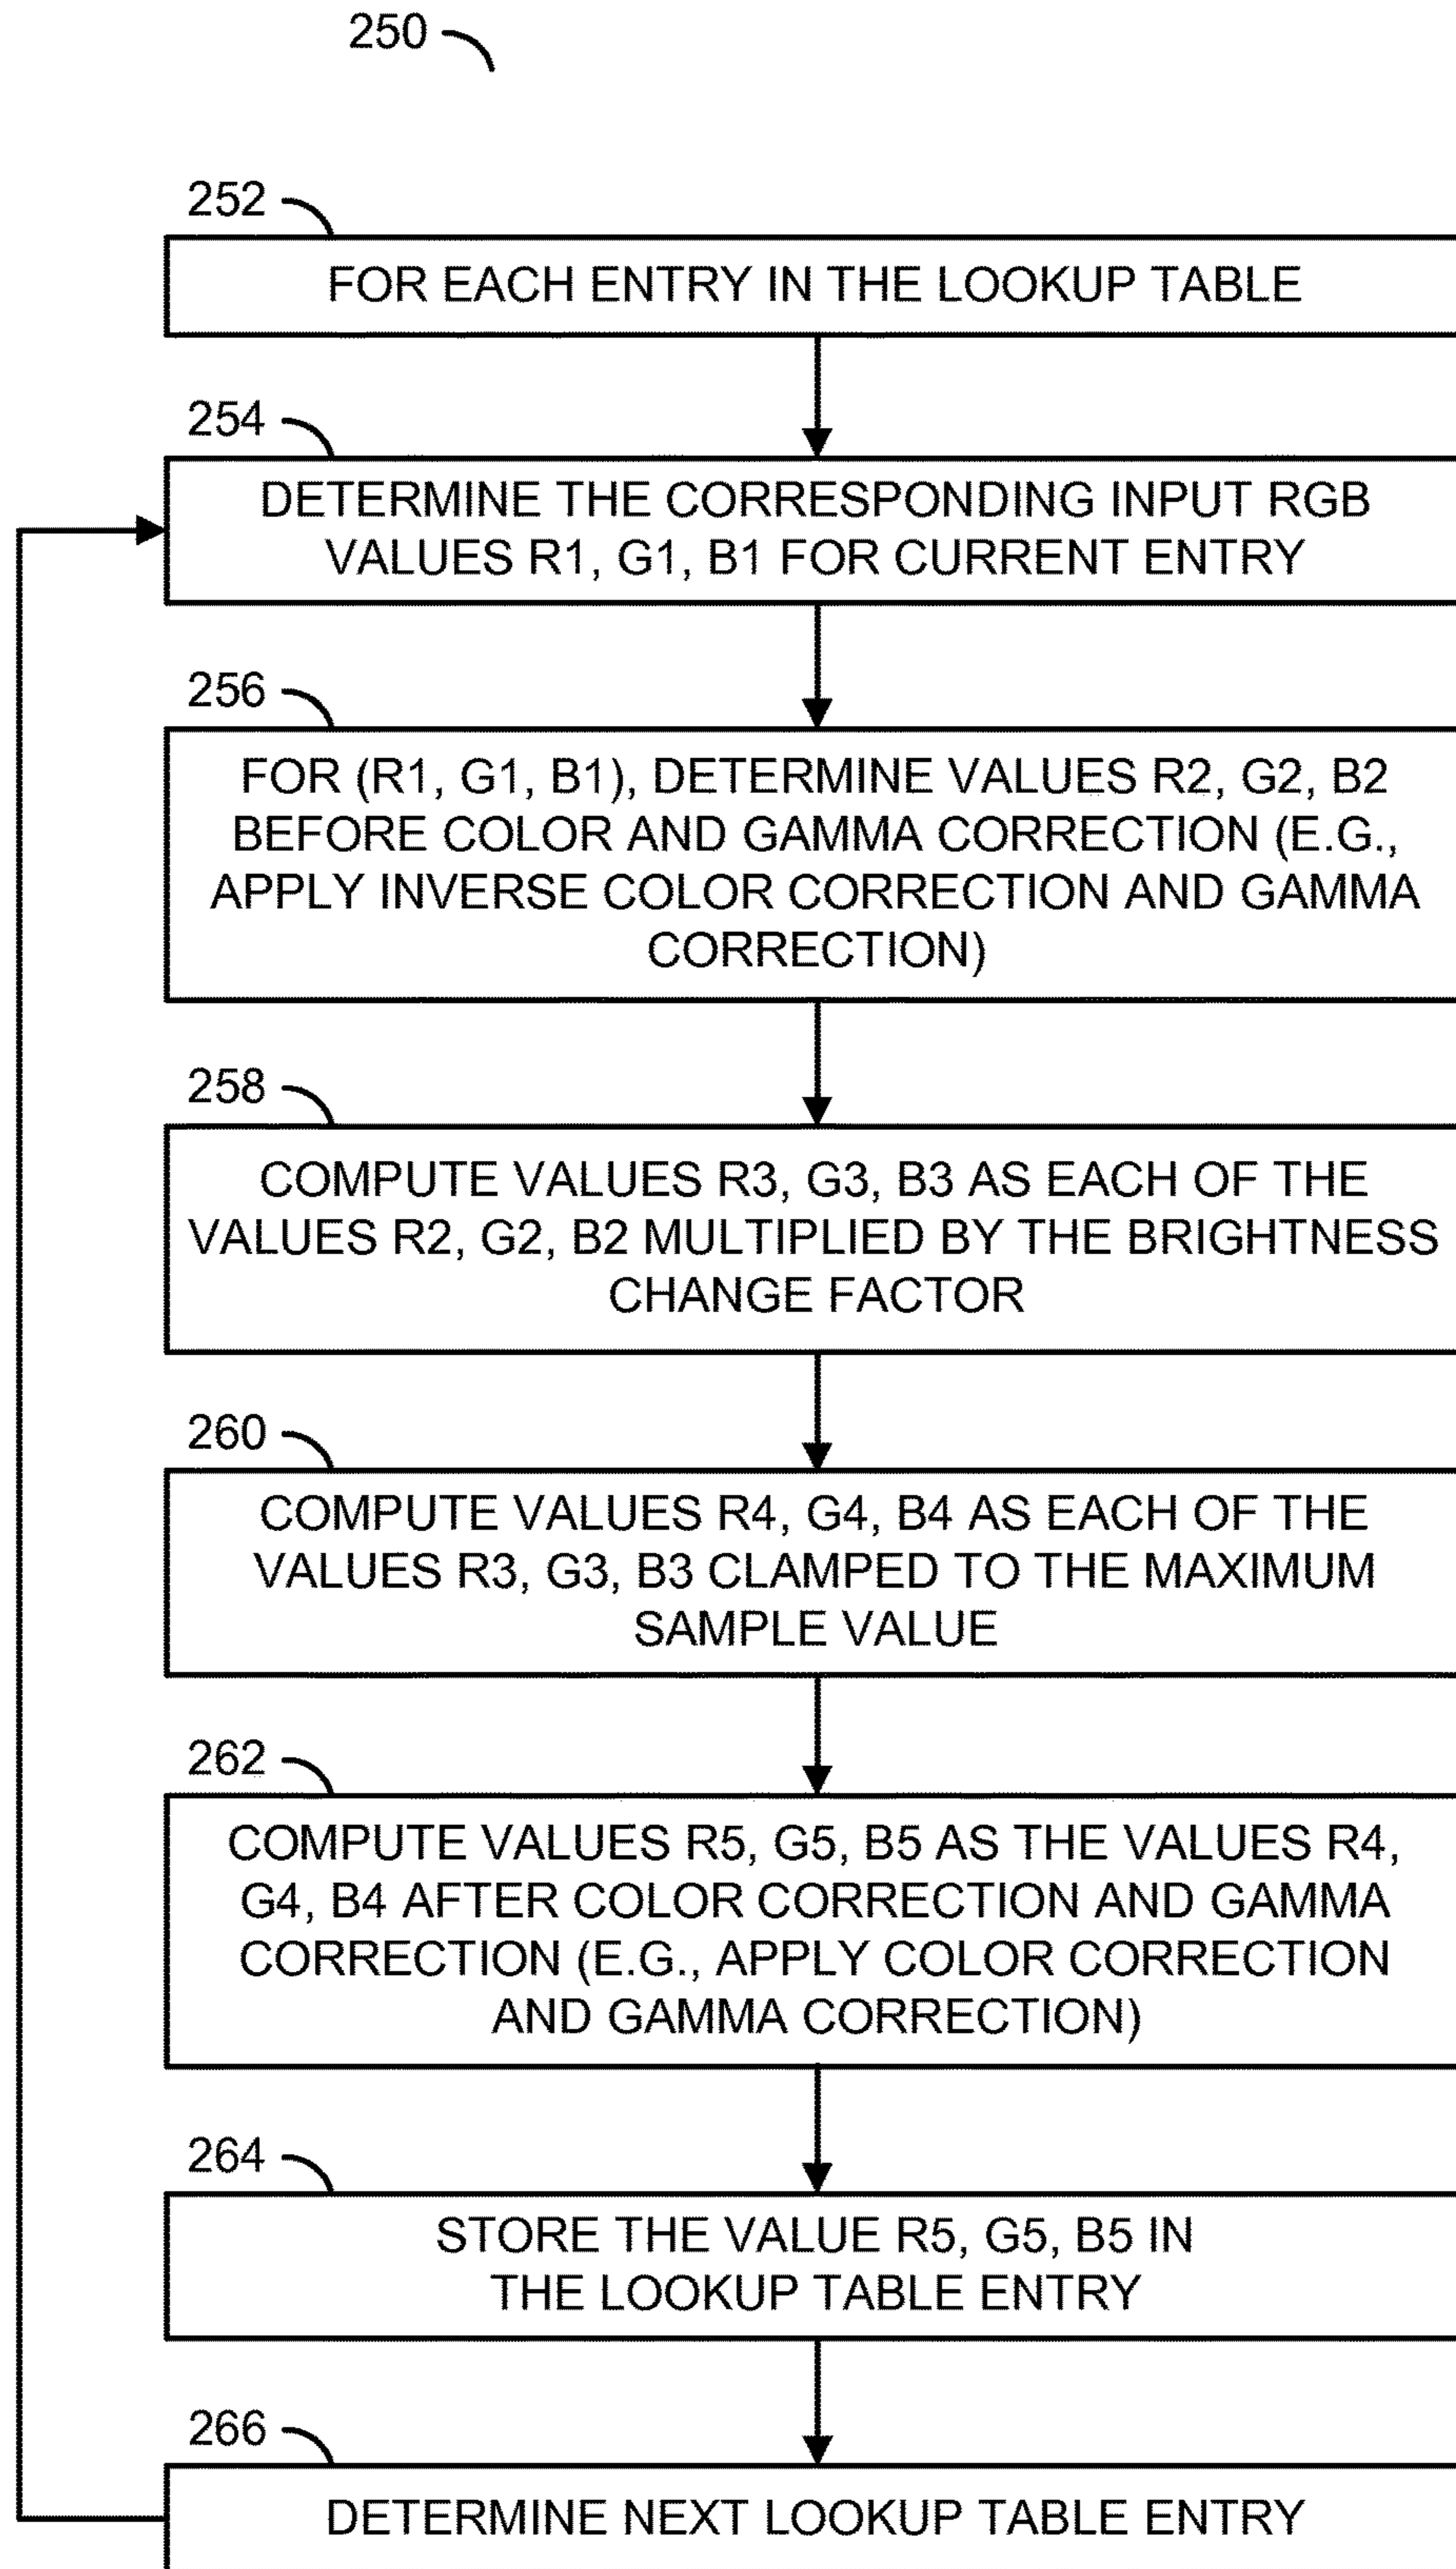 250
252
FOR EACH ENTRY IN THE LOOKUP TABLE
254
DETERMINE THE CORRESPONDING INPUT RGB
VALUES R1, G1, B1 FOR CURRENT ENTRY
256
FOR (R1, G1, B1), DETERMINE VALUES R2, G2, B2
BEFORE COLOR AND GAMMA CORRECTION (E.G.,
APPLY INVERSE COLOR CORRECTION AND GAMMA
CORRECTION)
258
COMPUTE VALUES R3, G3, B3 AS EACH OF THE
VALUES R2, G2, B2 MULTIPLIED BY THE BRIGHTNESS
CHANGE FACTOR
260
COMPUTE VALUES R4, G4, B4 AS EACH OF THE
VALUES R3, G3, B3 CLAMPED TO THE MAXIMUM
SAMPLE VALUE
262
COMPUTE VALUES R5, G5, B5 AS THE VALUES R4,
G4, B4 AFTER COLOR CORRECTION AND GAMMA
CORRECTION (E.G., APPLY COLOR CORRECTION
AND GAMMA CORRECTION)
264
STORE THE VALUE R5, G5, B5 IN
THE LOOKUP TABLE ENTRY
266
DETERMINE NEXT LOOKUP TABLE ENTRY